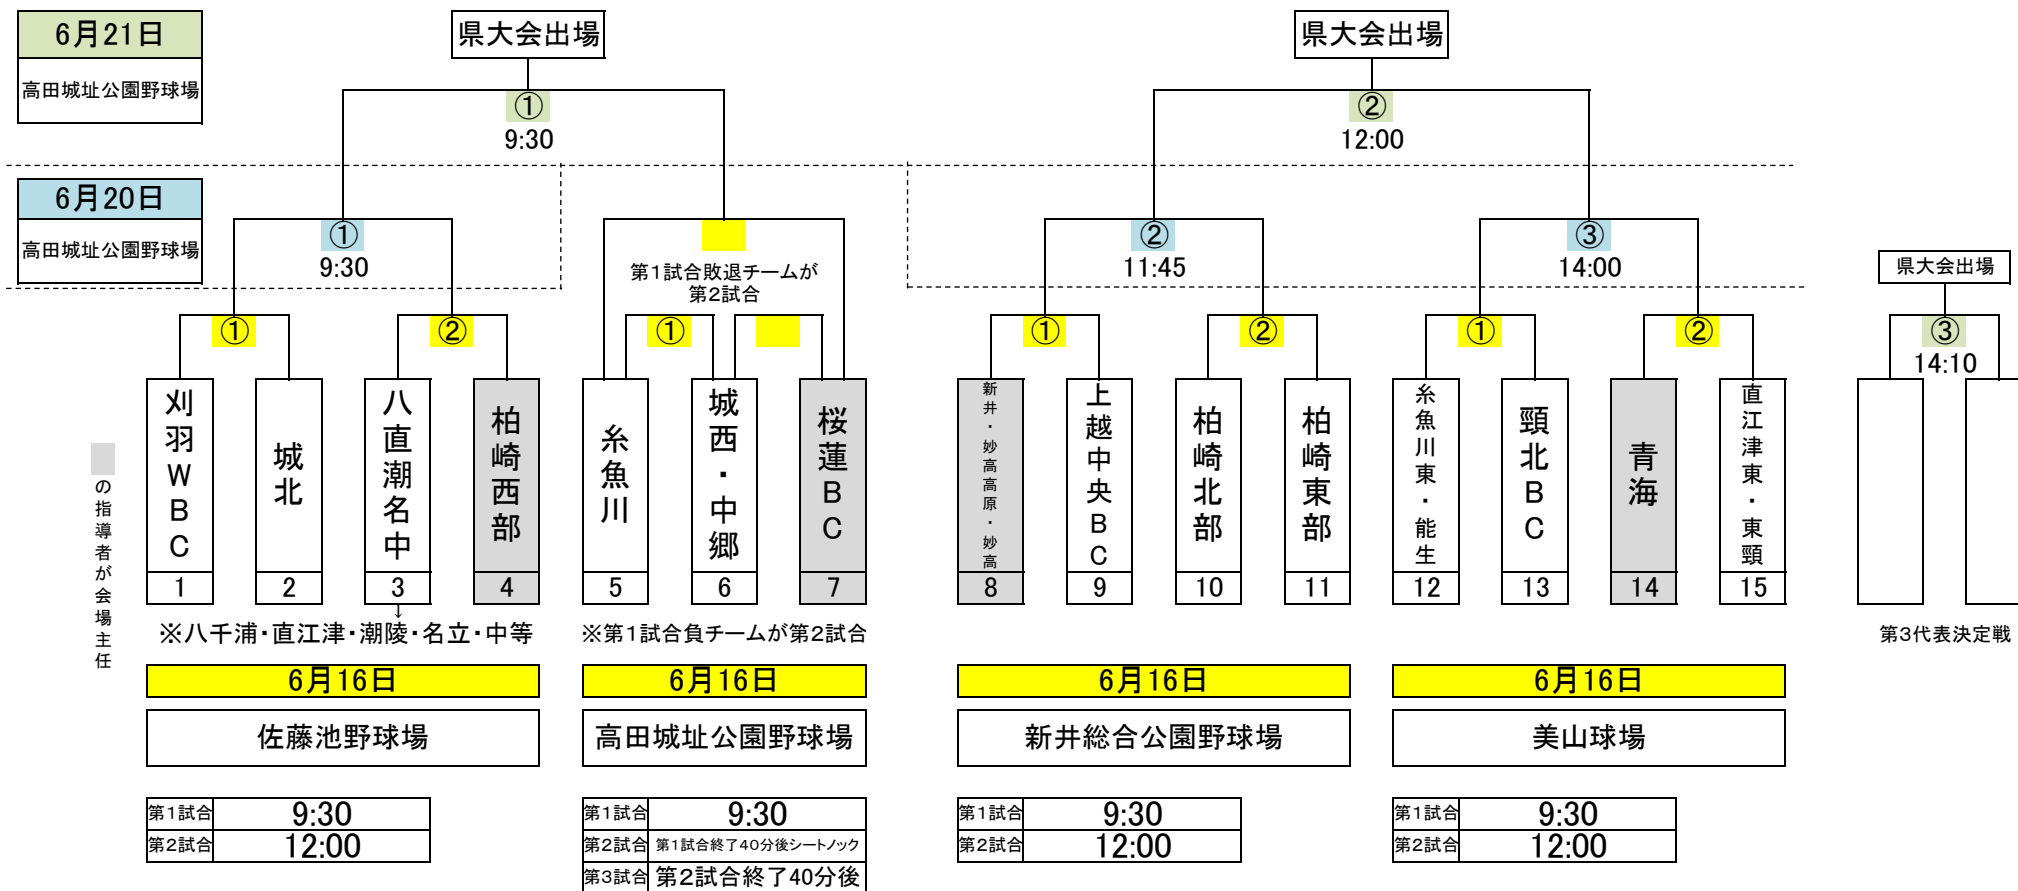 6月21日
高田城址公園野球場
県大会出場
県大会出場
①
9:30
②
12:00
6月20日
高田城址公園野球場
①
9:30
第1試合敗退チームが
第2試合
②
11:45
③
14:00
県大会出場
①
②
①
①
②
①
②
③
14:10
刈羽WBC
1
城北
2
八直潮名中
3
柏崎西部
4
糸魚川
5
城西・中郷
6
桜蓮BC
7
新井・妙高高原・妙高
8
上越中央BC
9
柏崎北部
10
柏崎東部
11
糸魚川東・能生
12
頸北BC
13
青海
14
直江津東・東頸
15
の指導者が会場主任
↓
※八千浦・直江津・潮陵・名立・中等
※第1試合負チームが第2試合
第3代表決定戦
6月16日
佐藤池野球場
第1試合 9:30
第2試合 12:00
6月16日
高田城址公園野球場
第1試合 9:30
第2試合 第1試合終了40分後シートノック
第3試合 第2試合終了40分後
6月16日
新井総合公園野球場
第1試合 9:30
第2試合 12:00
6月16日
美山球場
第1試合 9:30
第2試合 12:00